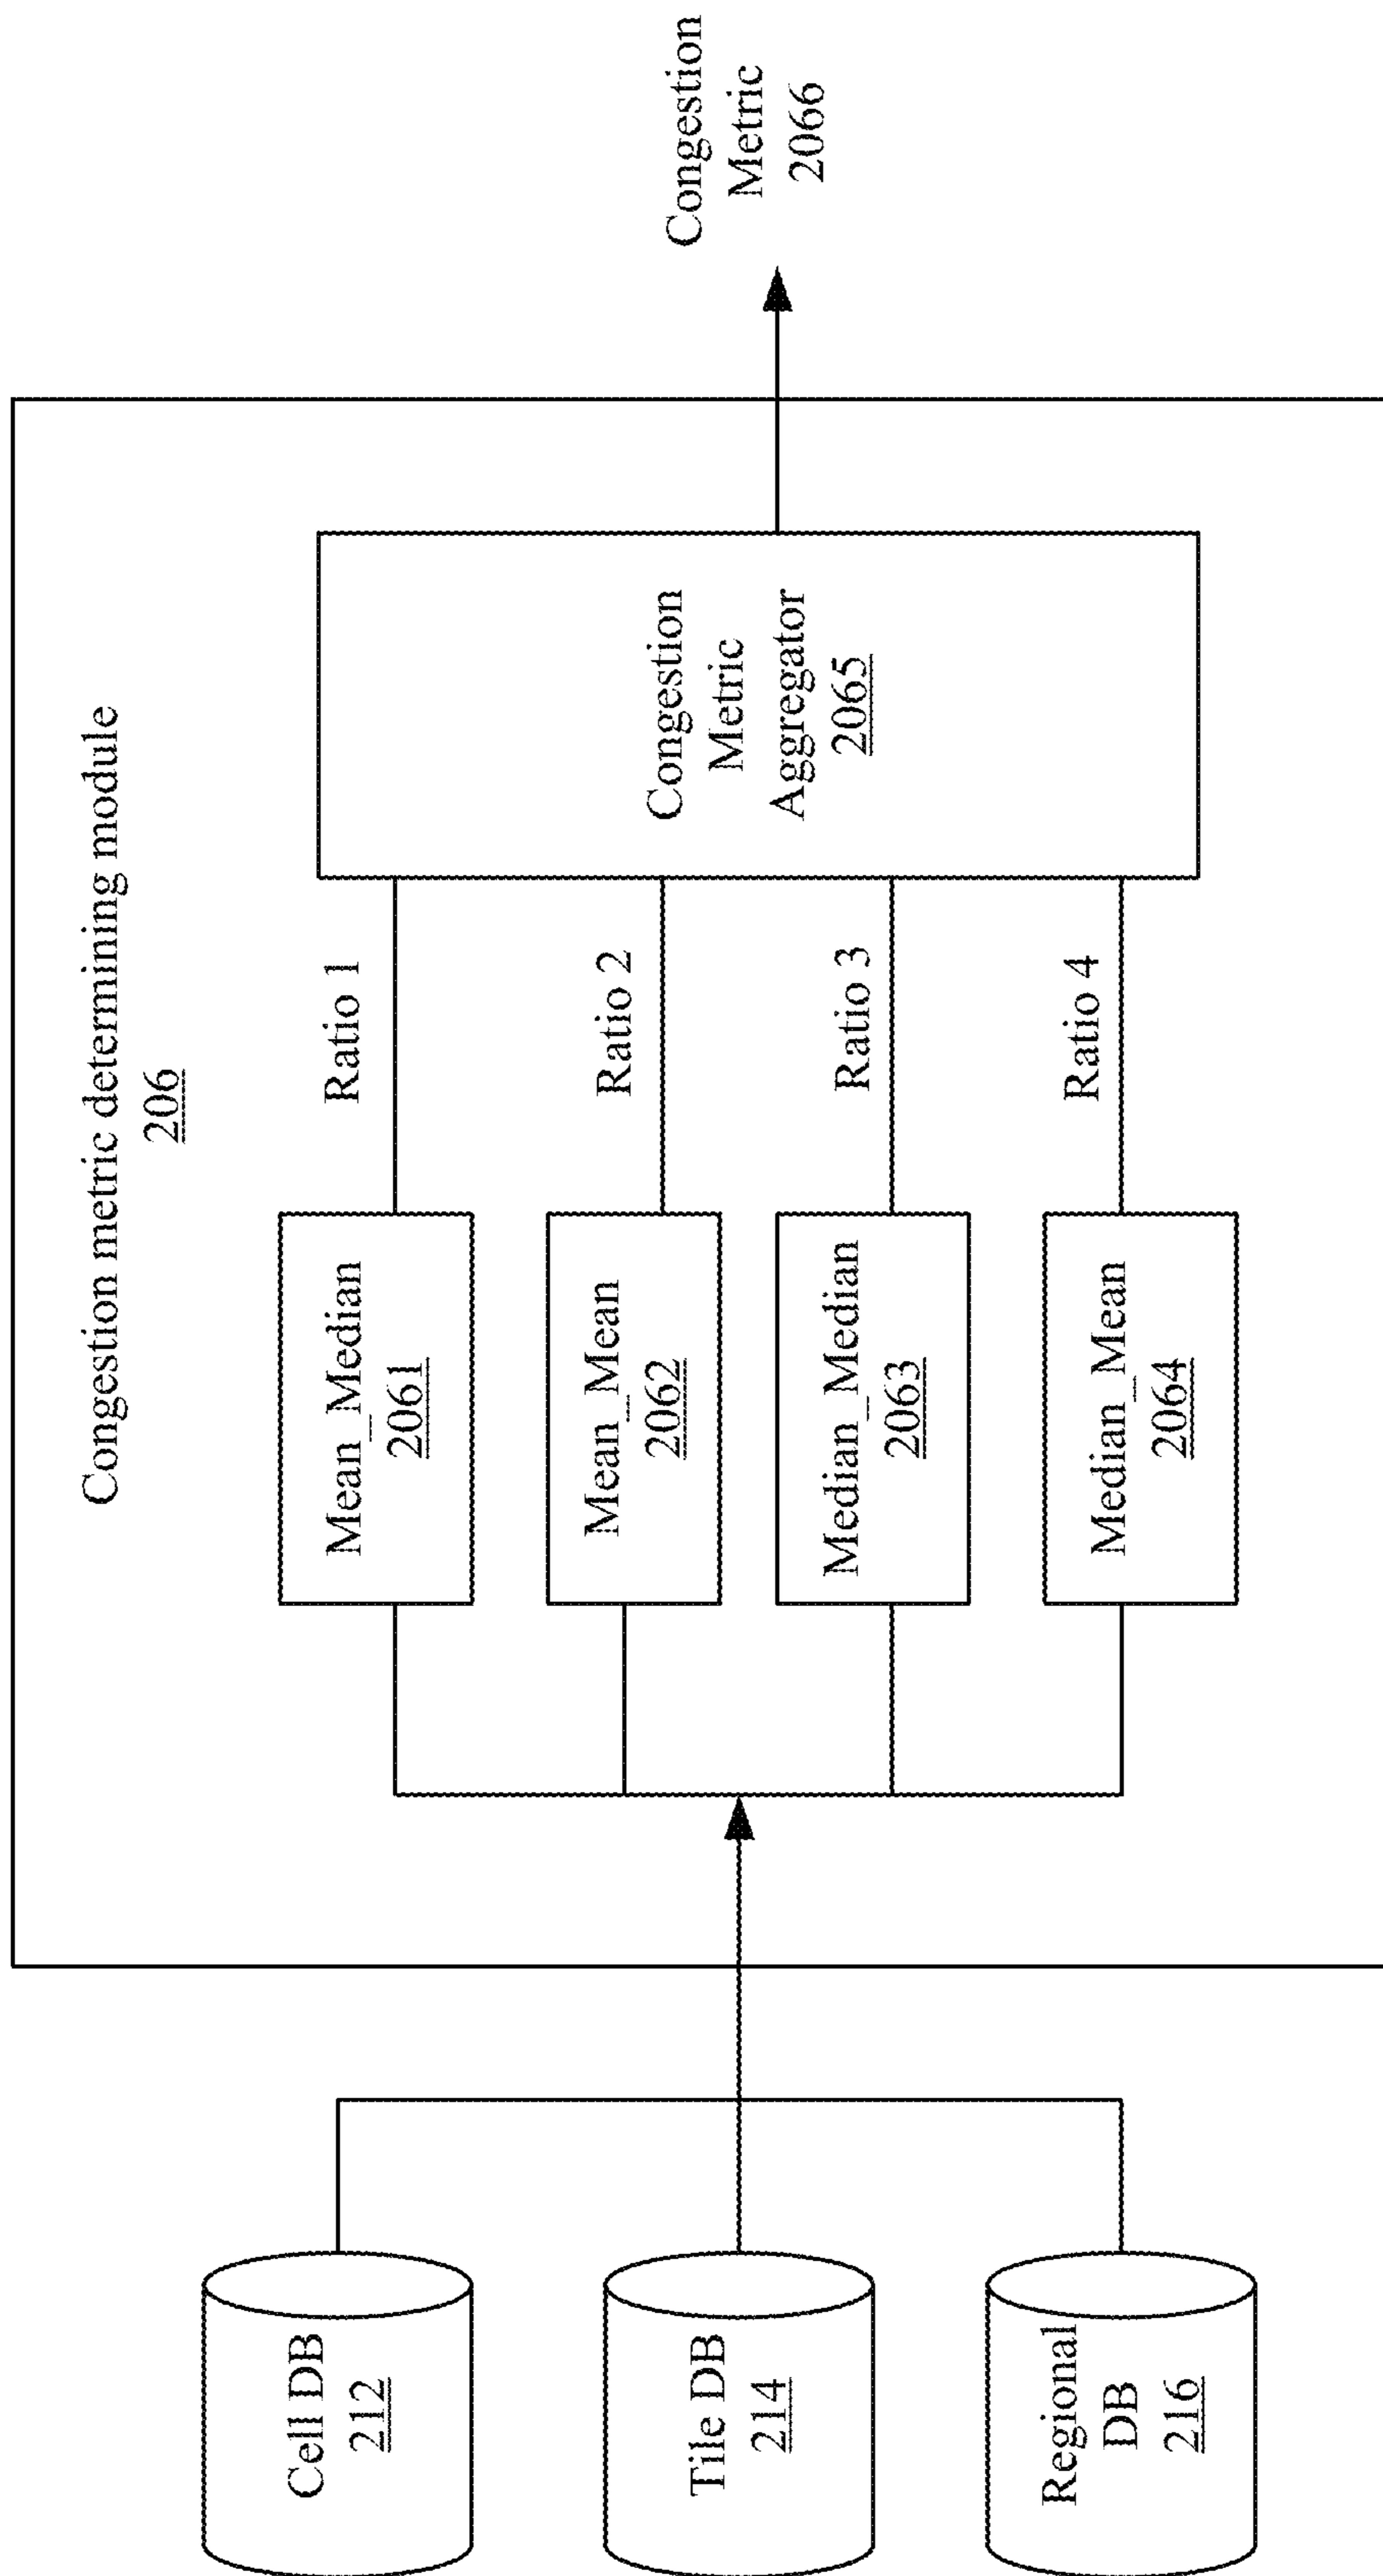 Congestion metric determining module
206
Cell DB
212
Tile DB
214
Regional
DB
216
Mean_Median
2061
Mean_Mean
2062
Median_Median
2063
Median_Mean
2064
Ratio 1
Ratio 2
Ratio 3
Ratio 4
Congestion
Metric
Aggregator
2065
Congestion
Metric
2066